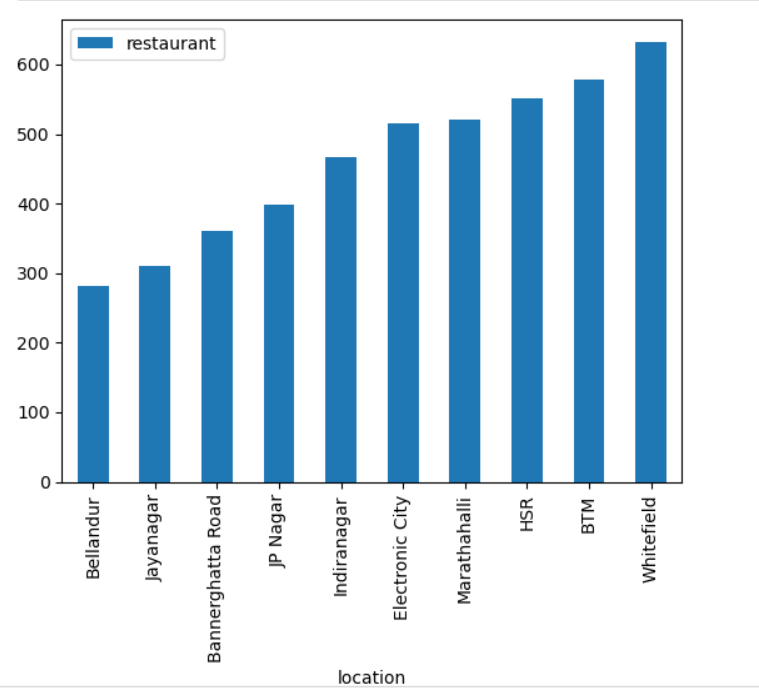 restaurant
600
500
400
300
200
100
0
Bellandur
Jayanagar
Bannerghatta Road
JP Nagar
Indiranagar
Electronic City
Marathahalli
HSR
BTM
Whitefield
location